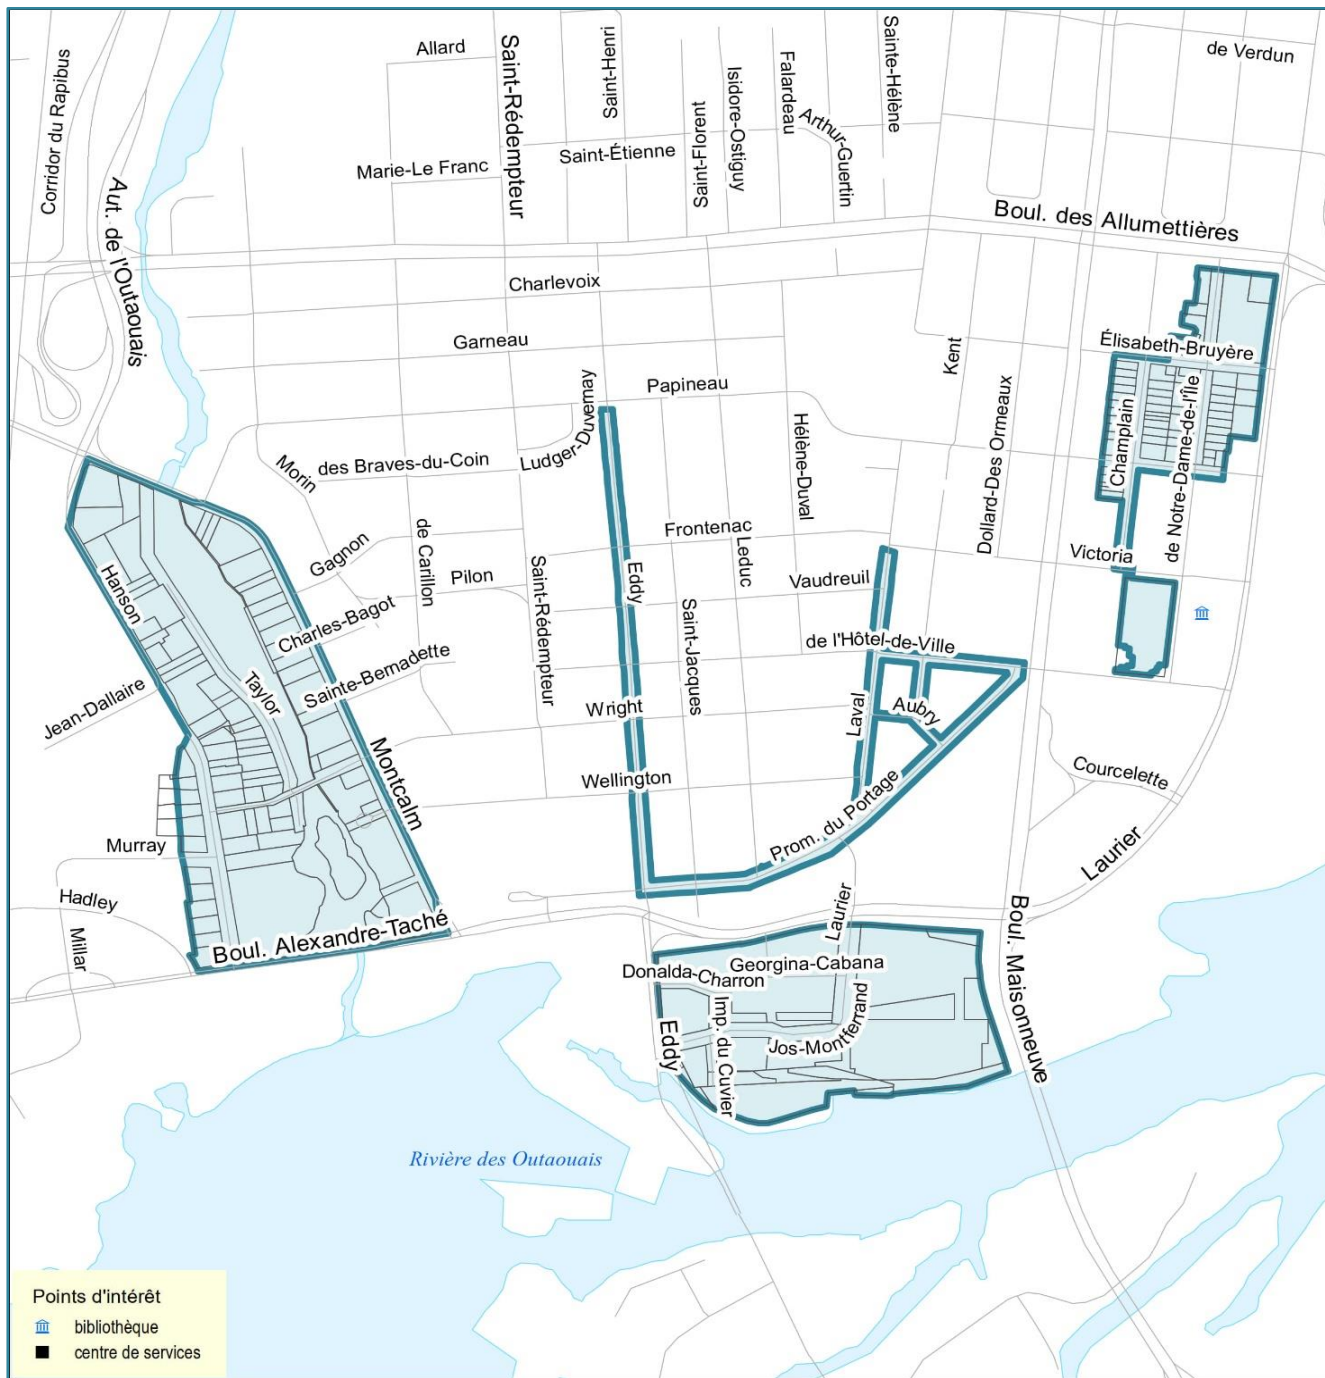 de Verdun
Allard
Saint-Rédempteur
Saint-Henri
Sainte-Hélène
Falardeau
Isidore-Ostiguy
Corridor du Rapibus
Saint-Florent
Arthur-Guertin
Saint-Étienne
Marie-Le Franc
Aut. de l'Outaouais
Boul. des Allumettières
Charlevoix
Garneau
Kent
Élisabeth-Bruyère
Papineau
Ludger-Duvernay
Champlain
de Notre-Dame-de-l'Île
Dollard-Des Ormeaux
Hélène-Duval
des Braves-du-Coin
Morin
de Carillon
Frontenac
Leduc
Victoria
Gagnon
Pilon
Eddy
Vaudreuil
Hanson
Charles-Bagot
Saint-Rédempteur
Saint-Jacques
de l'Hôtel-de-Ville
Sainte-Bernadette
Taylor
Jean-Dallaire
Wright
Laval
Aubry
Montcalm
Wellington
Courcelette
Prom. du Portage
Murray
Laurier
Hadley
Millar
Boul. Alexandre-Taché
Laurier
Boul. Maisonneuve
Georgina-Cabana
Donalda-Charron
Imp. du Cuvier
Eddy
Jos-Montferrand
Rivière des Outaouais
Points d'intérêt
bibliothèque
centre de services